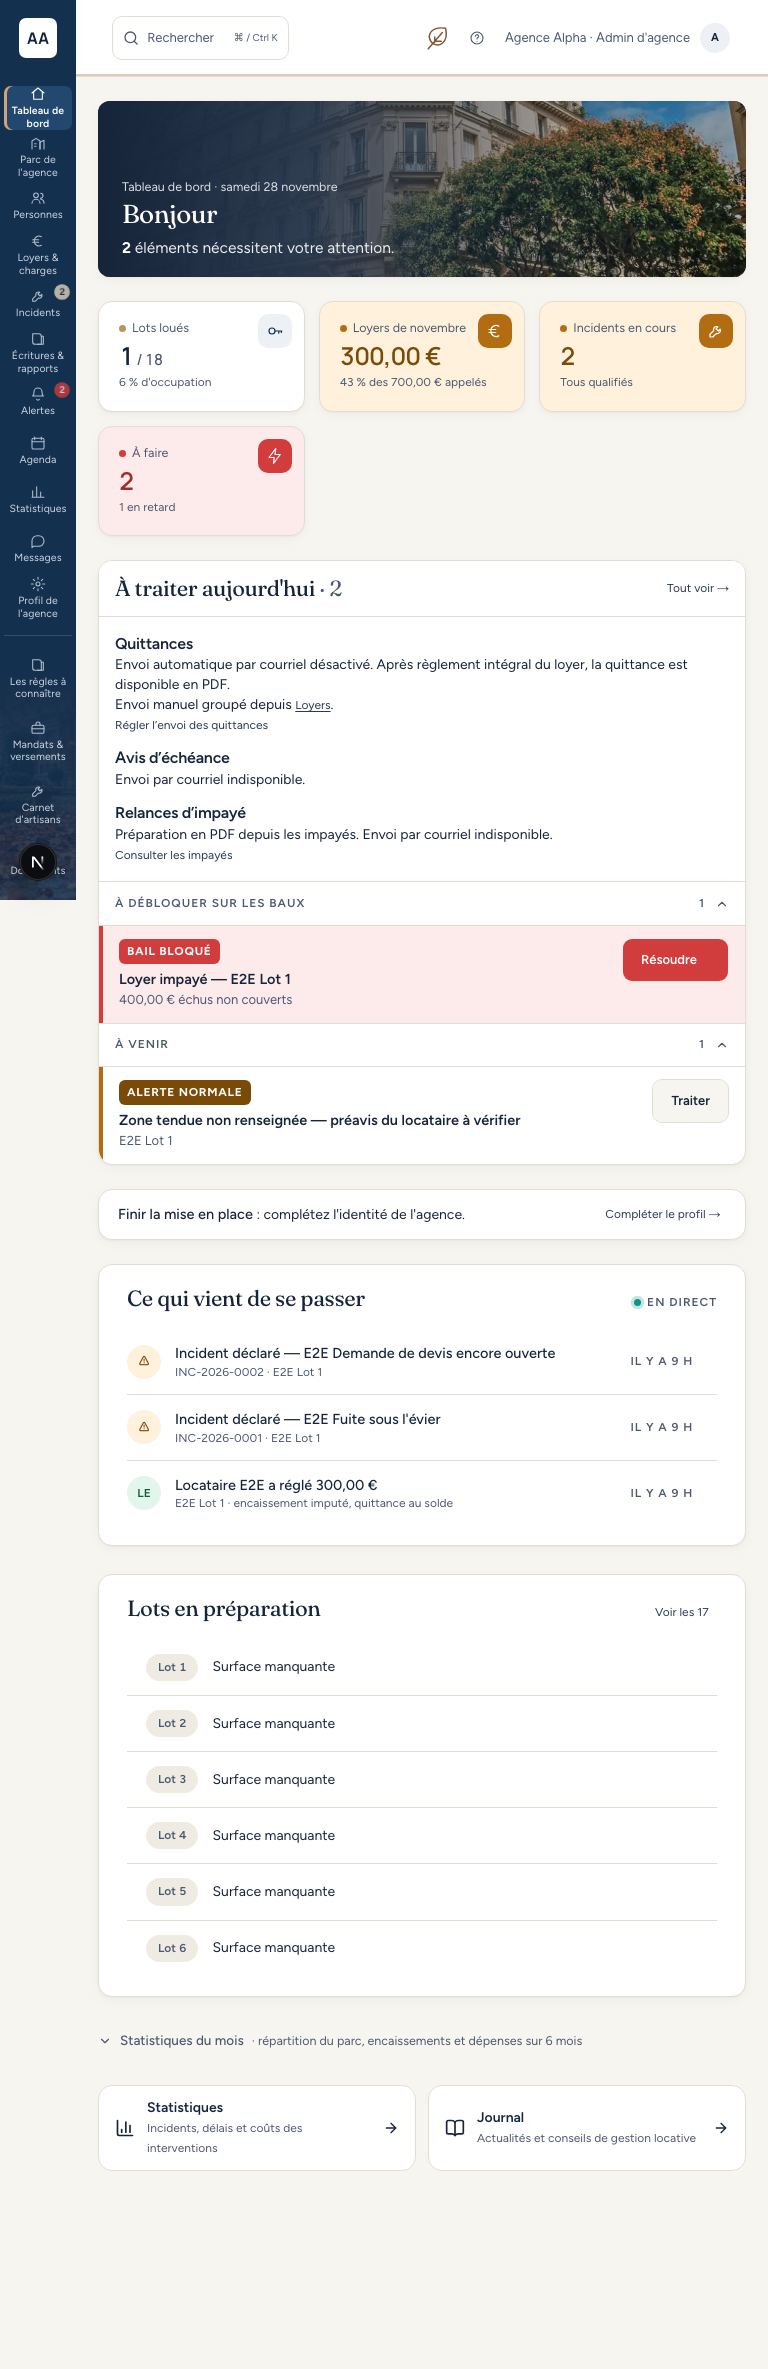 AA
Rechercher ⌘ / Ctrl K
Agence Alpha · Admin d'agence A
Tableau de
bord
Parc de
l'agence
Personnes
Loyers &
charges
Incidents 2
Écritures &
rapports
Alertes 2
Agenda
Statistiques
Messages
Profil de
l'agence
Les règles à
connaître
Mandats &
versements
Carnet
d'artisans
N
Tableau de bord · samedi 28 novembre
Bonjour
2 éléments nécessitent votre attention.
Lots loués
1 / 18
6 % d'occupation
Loyers de novembre
€
300,00 €
43 % des 700,00 € appelés
Incidents en cours
2
Tous qualifiés
À faire
2
1 en retard
À traiter aujourd'hui · 2
Tout voir →
Quittances
Envoi automatique par courriel désactivé. Après règlement intégral du loyer, la quittance est
disponible en PDF.
Envoi manuel groupé depuis Loyers.
Régler l’envoi des quittances
Avis d’échéance
Envoi par courriel indisponible.
Relances d’impayé
Préparation en PDF depuis les impayés. Envoi par courriel indisponible.
Consulter les impayés
À DÉBLOQUER SUR LES BAUX 1
BAIL BLOQUÉ
Loyer impayé — E2E Lot 1
400,00 € échus non couverts
Résoudre
À VENIR 1
ALERTE NORMALE
Zone tendue non renseignée — préavis du locataire à vérifier
E2E Lot 1
Traiter
Finir la mise en place : complétez l'identité de l'agence.
Compléter le profil →
Ce qui vient de se passer
EN DIRECT
Incident déclaré — E2E Demande de devis encore ouverte
INC-2026-0002 · E2E Lot 1
IL Y A 9 H
Incident déclaré — E2E Fuite sous l'évier
INC-2026-0001 · E2E Lot 1
IL Y A 9 H
LE
Locataire E2E a réglé 300,00 €
E2E Lot 1 · encaissement imputé, quittance au solde
IL Y A 9 H
Lots en préparation
Voir les 17
Lot 1 Surface manquante
Lot 2 Surface manquante
Lot 3 Surface manquante
Lot 4 Surface manquante
Lot 5 Surface manquante
Lot 6 Surface manquante
Statistiques du mois · répartition du parc, encaissements et dépenses sur 6 mois
Statistiques
Incidents, délais et coûts des
interventions
Journal
Actualités et conseils de gestion locative